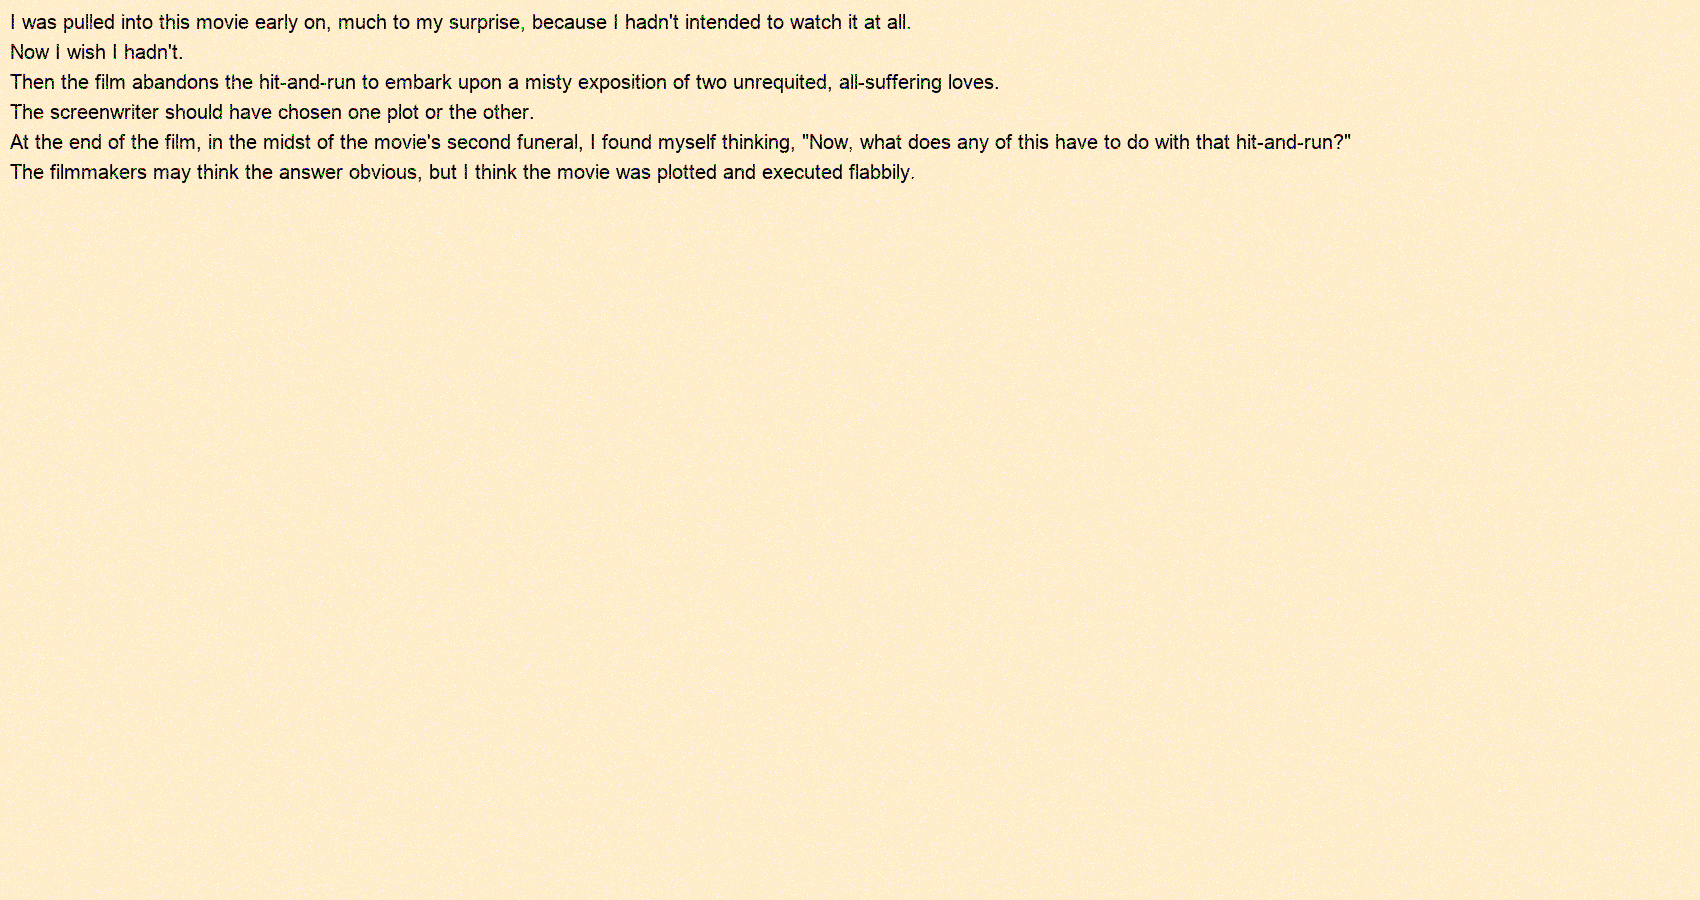 I was pulled into this movie early on, much to my surprise, because I hadn't intended to watch it at all.
Now I wish I hadn't.
Then the film abandons the hit-and-run to embark upon a misty exposition of two unrequited, all-suffering loves.
The screenwriter should have chosen one plot or the other.
At the end of the film, in the midst of the movie's second funeral, I found myself thinking, "Now, what does any of this have to do with that hit-and-run?"
The filmmakers may think the answer obvious, but I think the movie was plotted and executed flabbily.